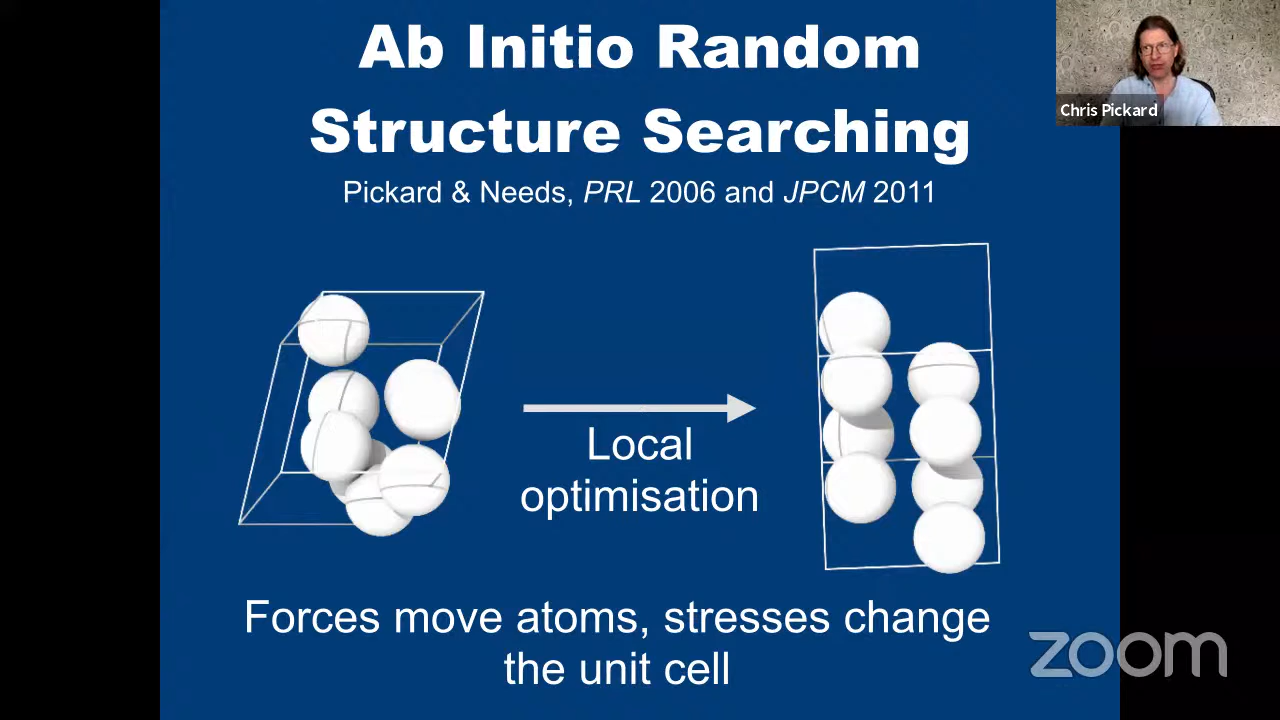 Ab Initio Random
Structure Searching
Pickard & Needs, PRL 2006 and JPCM 2011
Chris Pickard
Local
optimisation
Forces move atoms, stresses change
the unit cell
zoom